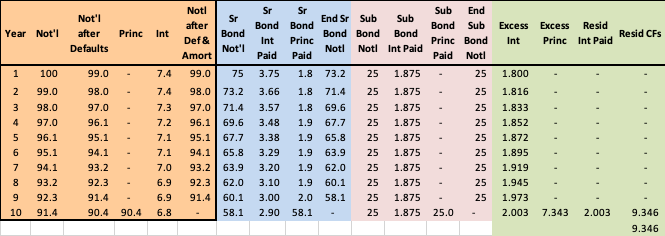 Year Not'l Not'l after Defaults Princ Int Notl after Def & Amort Sr Bond Not'l Sr Bond Int Paid Sr Bond Princ Paid End Sr Bond Notl Sub Bond Notl Sub Bond Int Paid Sub Bond Princ Paid End Sub Bond Notl Excess Int Excess Princ Resid Int Paid Resid CFs
1 100 99.0 - 7.4 99.0 75 3.75 1.8 73.2 25 1.875 - 25 1.800 - - -
2 99.0 98.0 - 7.4 98.0 73.2 3.66 1.8 71.4 25 1.875 - 25 1.816 - - -
3 98.0 97.0 - 7.3 97.0 71.4 3.57 1.8 69.6 25 1.875 - 25 1.833 - - -
4 97.0 96.1 - 7.2 96.1 69.6 3.48 1.9 67.7 25 1.875 - 25 1.852 - - -
5 96.1 95.1 - 7.1 95.1 67.7 3.38 1.9 65.8 25 1.875 - 25 1.872 - - -
6 95.1 94.1 - 7.1 94.1 65.8 3.29 1.9 63.9 25 1.875 - 25 1.895 - - -
7 94.1 93.2 - 7.0 93.2 63.9 3.20 1.9 62.0 25 1.875 - 25 1.919 - - -
8 93.2 92.3 - 6.9 92.3 62.0 3.10 1.9 60.1 25 1.875 - 25 1.945 - - -
9 92.3 91.4 - 6.9 91.4 60.1 3.00 2.0 58.1 25 1.875 - 25 1.973 - - -
10 91.4 90.4 90.4 6.8 - 58.1 2.90 58.1 - 25 1.875 25.0 - 2.003 7.343 2.003 9.346
9.346